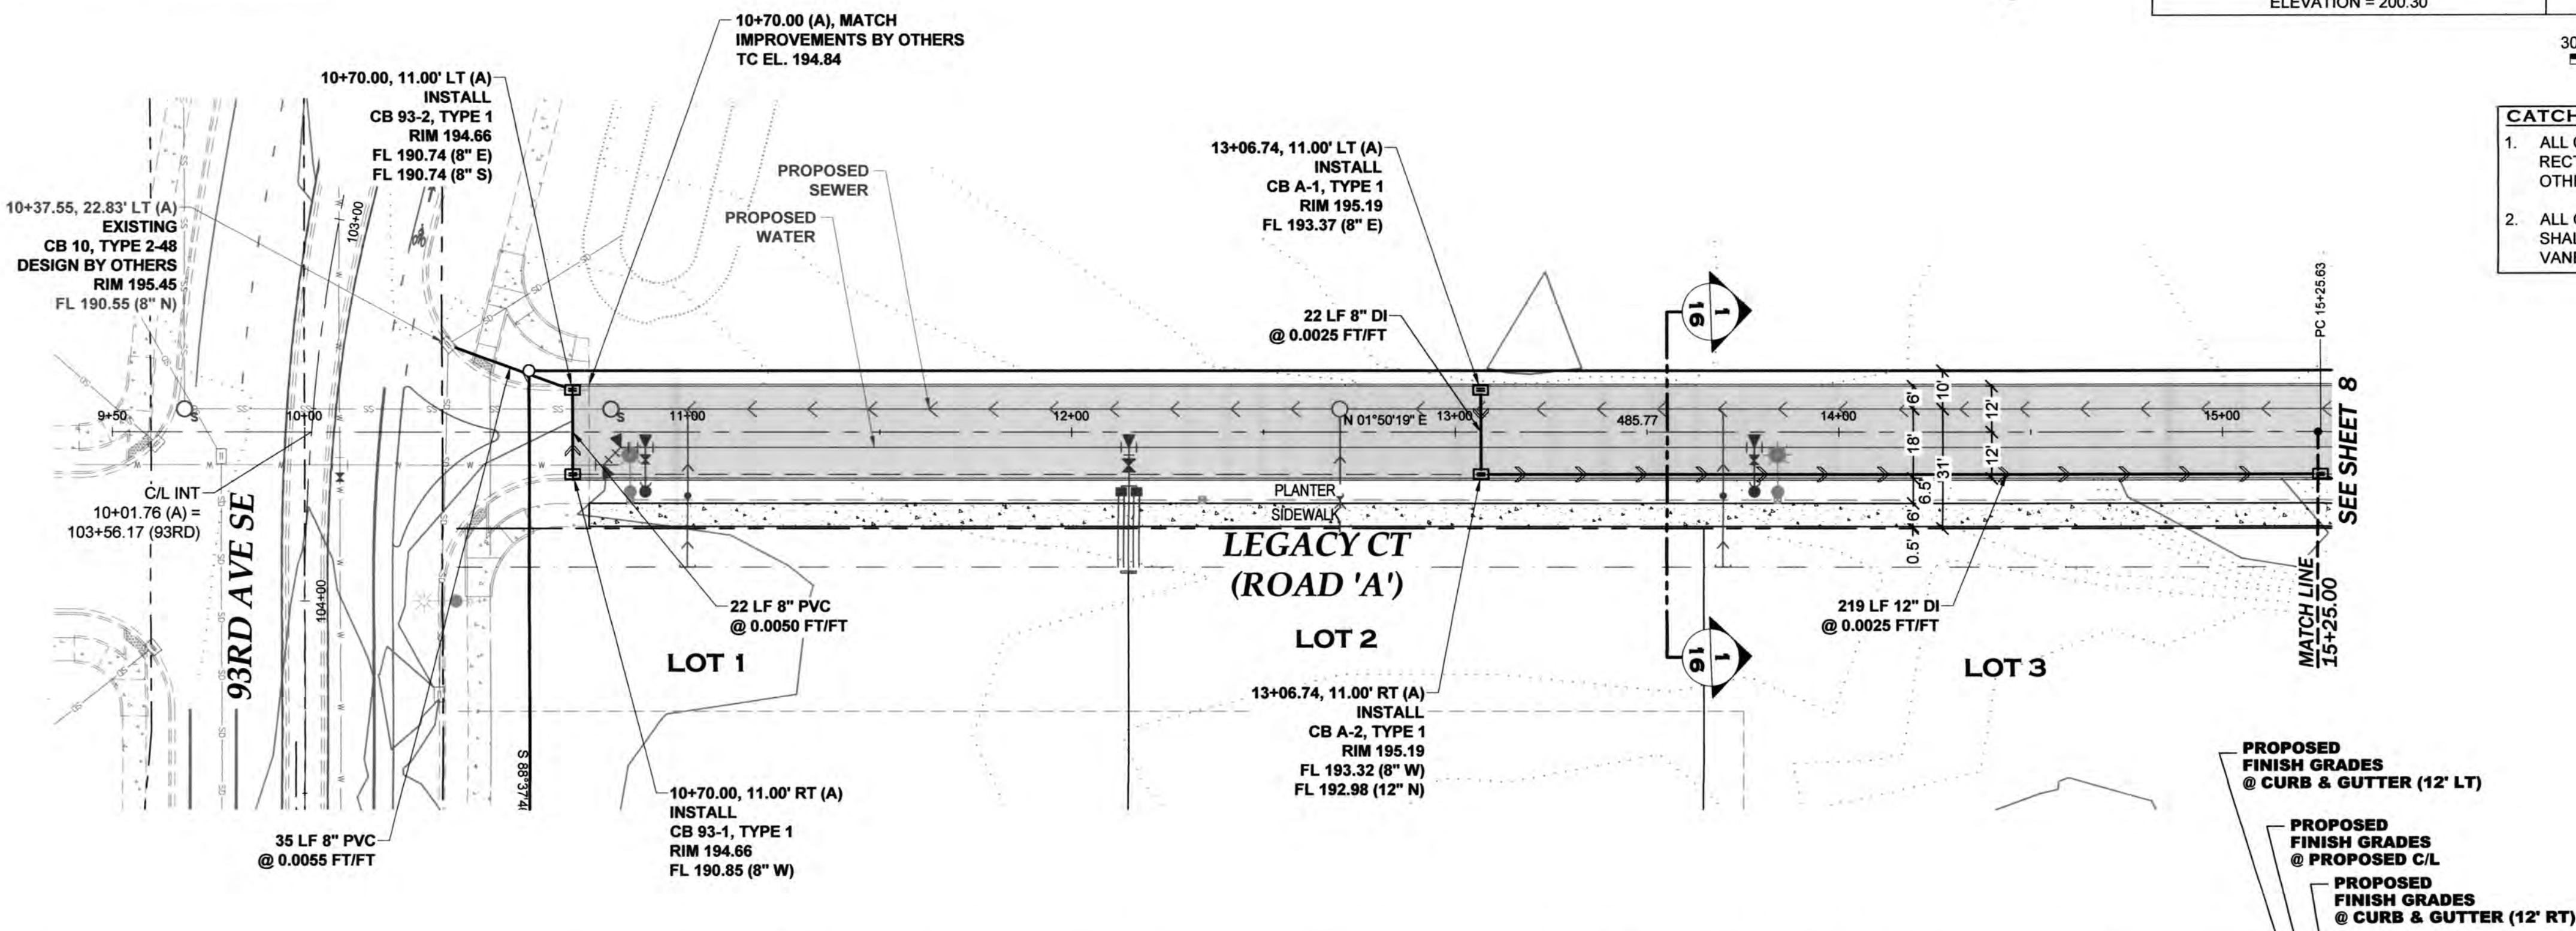 ELEVATION = 200.30
30
10+70.00 (A), MATCH
IMPROVEMENTS BY OTHERS
TC EL. 194.84
10+70.00, 11.00' LT (A)
INSTALL
CB 93-2, TYPE 1
RIM 194.66
FL 190.74 (8" E)
FL 190.74 (8" S)
10+37.55, 22.83' LT (A)
EXISTING
CB 10, TYPE 2-48
DESIGN BY OTHERS
RIM 195.45
FL 190.55 (8" N)
PROPOSED
SEWER
PROPOSED
WATER
13+06.74, 11.00' LT (A)
INSTALL
CB A-1, TYPE 1
RIM 195.19
FL 193.37 (8" E)
22 LF 8" DI
@ 0.0025 FT/FT
CATCH
1. ALL
RECT
OTH
2. ALL
SHAL
VAN
1
16
PC 15+25.63
SEE SHEET 8
103+00
9+50
10+00
11+00
12+00
N 01°50'19" E
13+00
485.77
14+00
15+00
6'
10'
12'
18'
31'
12'
6.5'
6'
0.5'
PLANTER
SIDEWALK
LEGACY CT
(ROAD 'A')
C/L INT
10+01.76 (A) =
103+56.17 (93RD)
93RD AVE SE
104+00
22 LF 8" PVC
@ 0.0050 FT/FT
LOT 1
LOT 2
LOT 3
1
16
219 LF 12" DI
@ 0.0025 FT/FT
MATCH LINE
15+25.00
13+06.74, 11.00' RT (A)
INSTALL
CB A-2, TYPE 1
RIM 195.19
FL 193.32 (8" W)
FL 192.98 (12" N)
S 88°37'4
10+70.00, 11.00' RT (A)
INSTALL
CB 93-1, TYPE 1
RIM 194.66
FL 190.85 (8" W)
35 LF 8" PVC
@ 0.0055 FT/FT
PROPOSED
FINISH GRADES
@ CURB & GUTTER (12' LT)
PROPOSED
FINISH GRADES
@ PROPOSED C/L
PROPOSED
FINISH GRADES
@ CURB & GUTTER (12' RT)